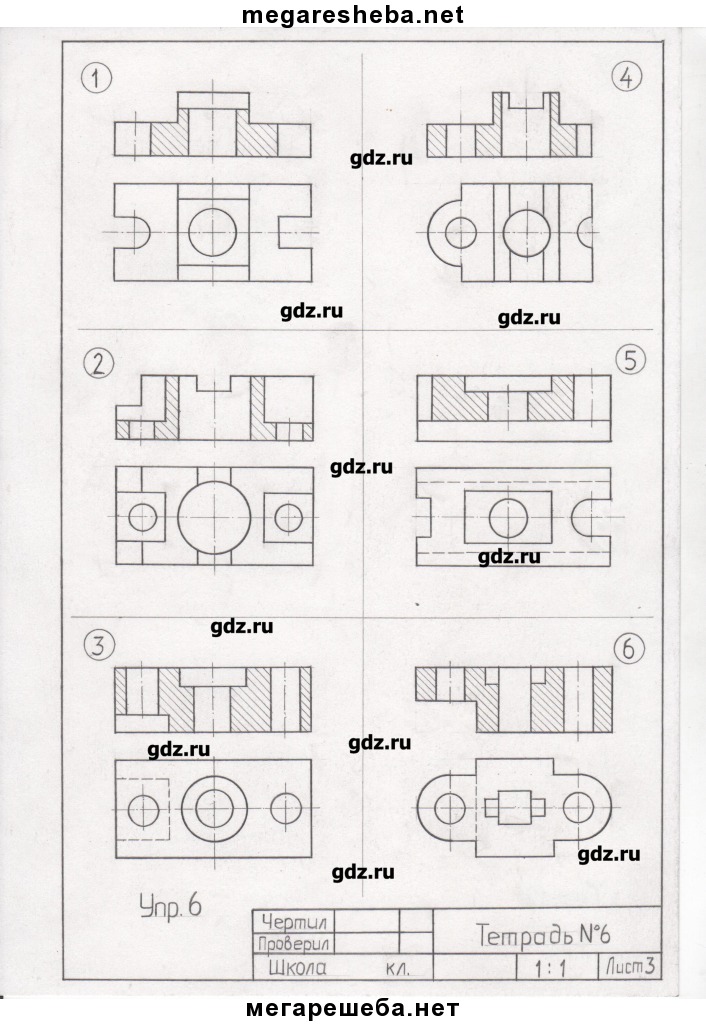 megaresheba.net
1
4
gdz.ru
gdz.ru
gdz.ru
2
5
gdz.ru
gdz.ru
gdz.ru
3
6
gdz.ru
gdz.ru
gdz.ru
gdz.ru
Упр. 6
Чертил
Проверил
Тетрадь №6
Школа кл.
1:1
Лист 3
мегарешеба.нет